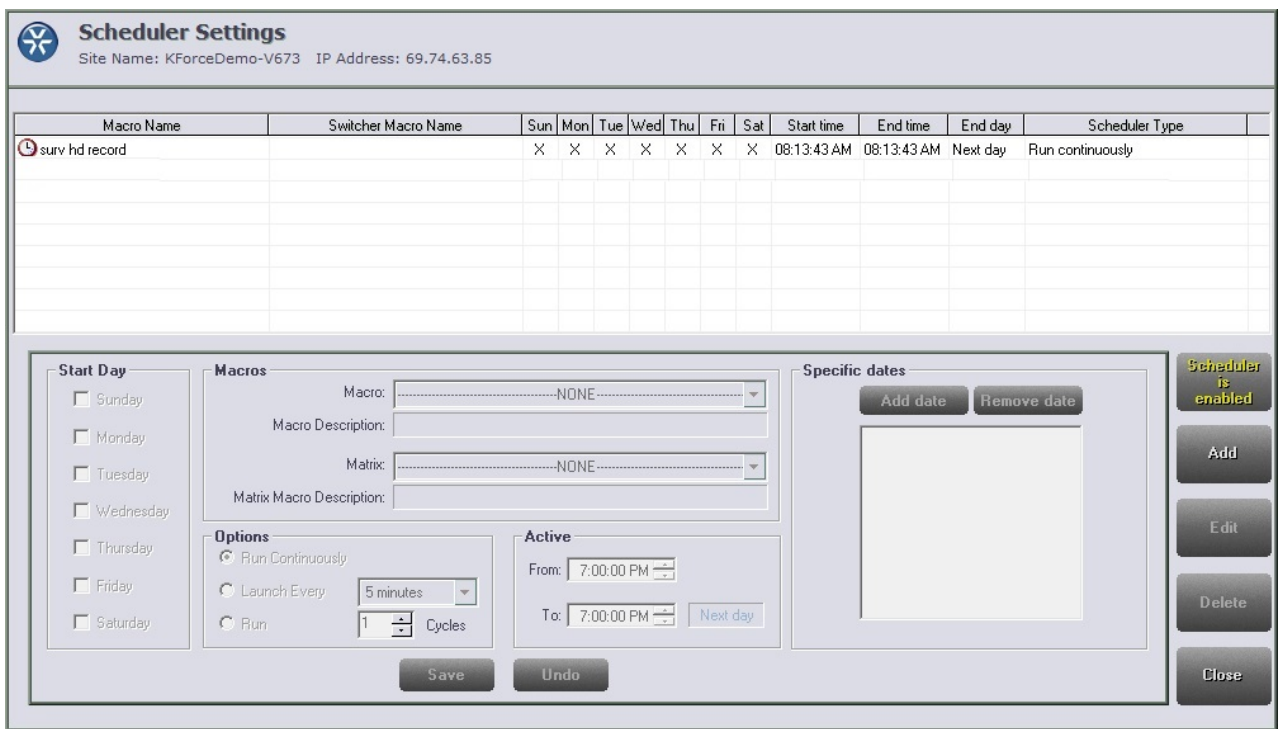 Scheduler Settings
Site Name: KForceDemo-V673 IP Address: 69.74.63.85
Macro Name Switcher Macro Name Sun Mon Tue Wed Thu Fri Sat Start time End time End day Scheduler Type
surv hd record X X X X X X X 08:13:43 AM 08:13:43 AM Next day Run continuously
Start Day
Sunday
Monday
Tuesday
Wednesday
Thursday
Friday
Saturday
Macros
Macro: NONE
Macro Description:
Matrix: NONE
Matrix Macro Description:
Options
Run Continuously
Launch Every 5 minutes
Run 1 Cycles
Active
From: 7:00:00 PM
To: 7:00:00 PM Next day
Specific dates
Add date Remove date
Save Undo
Scheduler
is
enabled
Add
Edit
Delete
Close